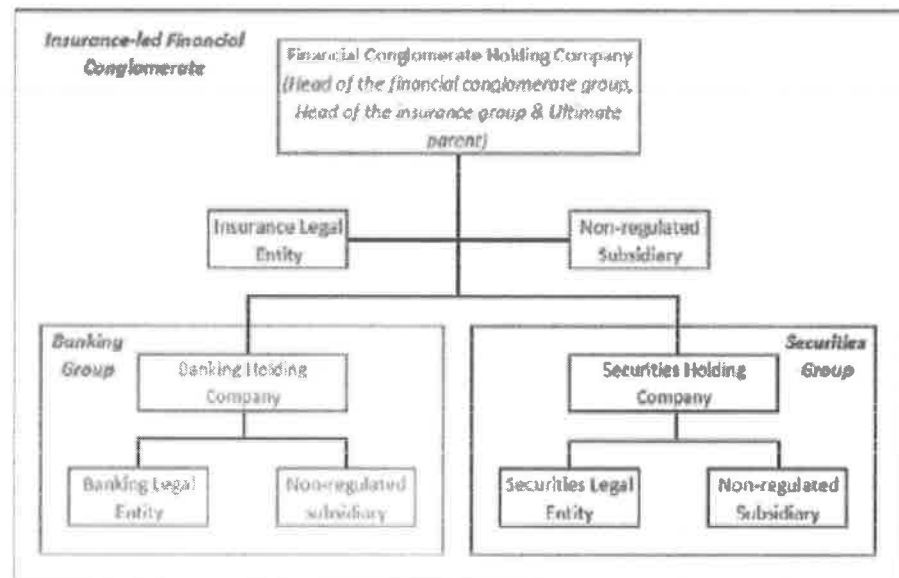 Insurance-led Financial
Conglomerate
Financial Conglomerate Holding Company
(Head of the financial conglomerate group,
Head of the insurance group & Ultimate
parent)
Insurance Legal
Entity
Non-regulated
Subsidiary
Banking
Group
Banking Holding
Company
Banking Legal
Entity
Non-regulated
subsidiary
Securities
Group
Securities Holding
Company
Securities Legal
Entity
Non-regulated
Subsidiary